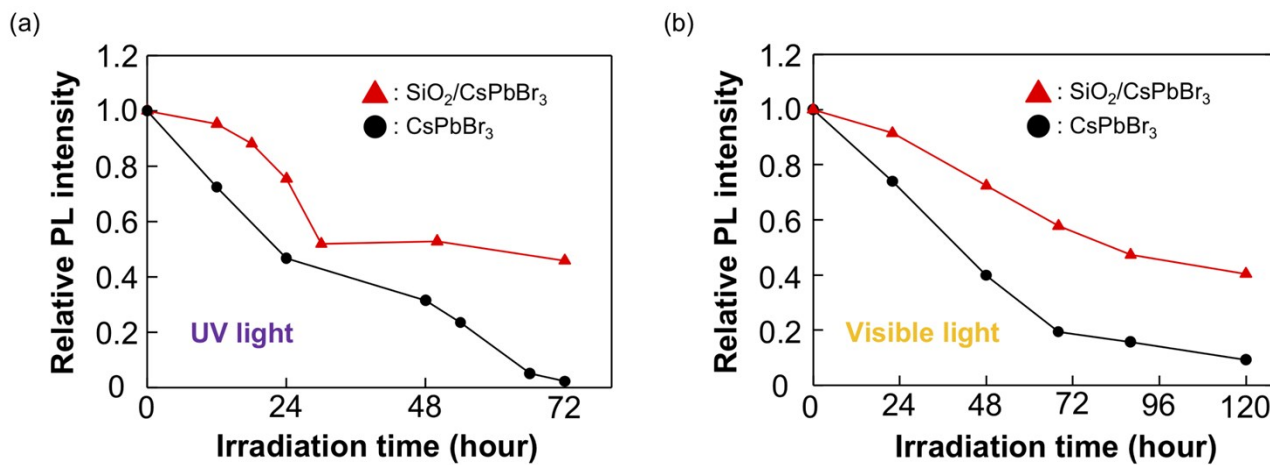 (a)
Relative PL intensity
1.2
1.0
0.8
0.6
0.4
0.2
0
: SiO₂/CsPbBr₃
: CsPbBr₃
UV light
0 24 48 72
Irradiation time (hour)
(b)
Relative PL intensity
1.2
1.0
0.8
0.6
0.4
0.2
0
: SiO₂/CsPbBr₃
: CsPbBr₃
Visible light
0 24 48 72 96 120
Irradiation time (hour)